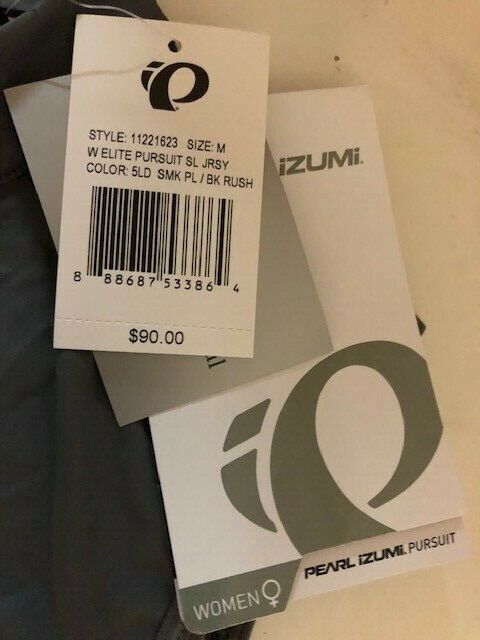 STYLE: 11221623 SIZE: M
W ELITE PURSUIT SL JRSY
COLOR: 5LD SMK PL / BK RUSH
8 88687 53386 4
$90.00
iZUMi.
PEARL iZUMi. PURSUIT
WOMEN